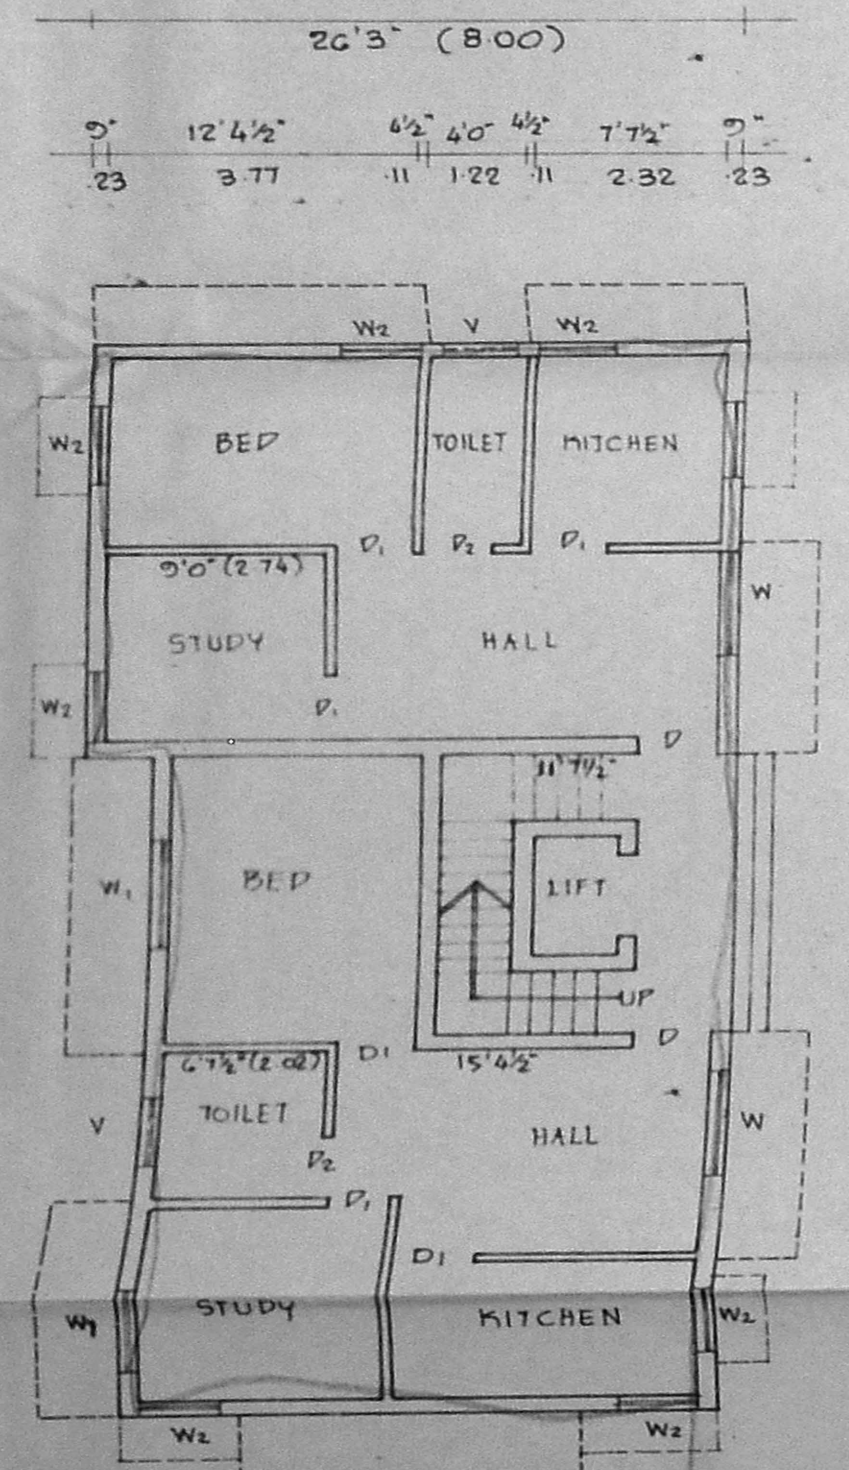 26'3" (8.00)
9" 12'4½" 4½" 4'0" 4½" 7'7½" 9"
.23 3.77 .11 1.22 .11 2.32 .23
W2 V W2
W2 BED TOILET KITCHEN
D1 D2 D1
9'0" (2.74)
W
STUDY HALL
W2 D1
D
11'7½"
W1 BED LIFT
UP
D1 D
6'7½" (2.02) 15'4½"
V TOILET HALL W
D2
D1
D1
W1 STUDY KITCHEN W2
W2 W2